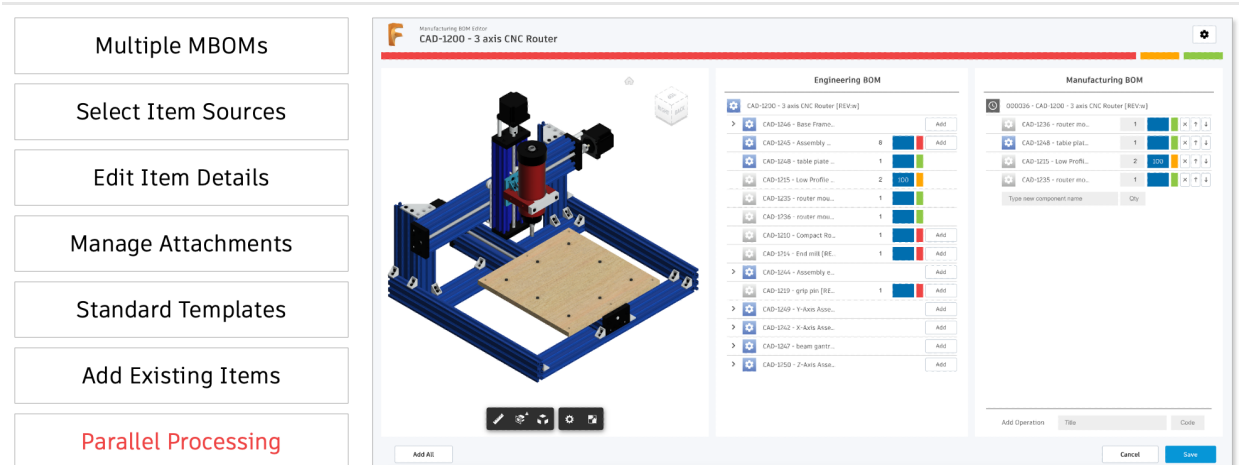 Multiple MBOMs
Select Item Sources
Edit Item Details
Manage Attachments
Standard Templates
Add Existing Items
Parallel Processing
Manufacturing BOM Editor
CAD-1200 - 3 axis CNC Router
Engineering BOM
CAD-1200 - 3 axis CNC Router [REV:w]
CAD-1246 - Base Frame... Add
CAD-1245 - Assembly ... 8 Add
CAD-1248 - table plate ... 1
CAD-1215 - Low Profile ... 2 100
CAD-1235 - router mou... 1
CAD-1736 - router mou... 1
CAD-1210 - Compact Ro... 1 Add
CAD-1714 - End mill [RE... 1 Add
CAD-1244 - Assembly e... Add
CAD-1219 - grip pin [RE... 1 Add
CAD-1249 - Y-Axis Asse... Add
CAD-1742 - X-Axis Asse... Add
CAD-1247 - beam gantr... Add
CAD-1750 - Z-Axis Asse... Add
Manufacturing BOM
000036 - CAD-1200 - 3 axis CNC Router [REV:w]
CAD-1236 - router mo... 1
CAD-1248 - table plat... 1
CAD-1215 - Low Profil... 2 100
CAD-1235 - router mo... 1
Type new component name Qty
Add Operation Title Code
Add All
Cancel
Save